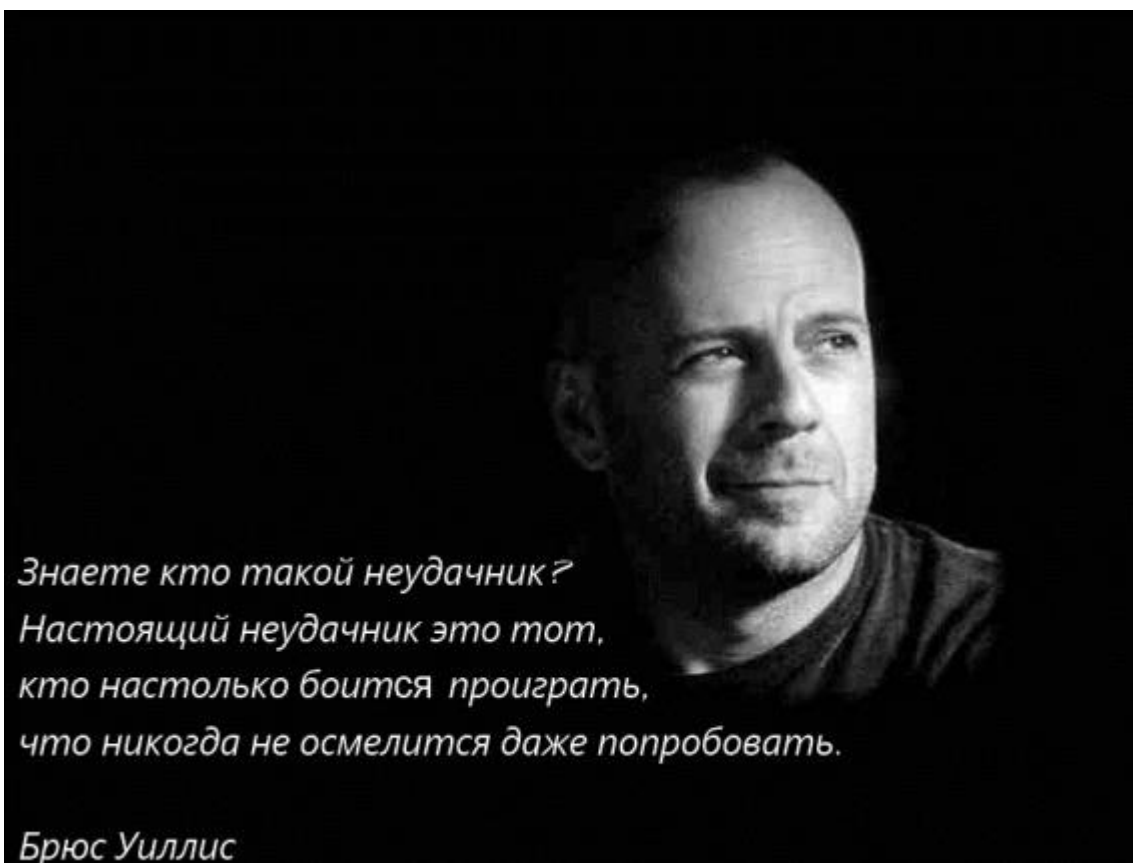 Знаете кто такой неудачник?
Настоящий неудачник это тот,
кто настолько боится проиграть,
что никогда не осмелится даже попробовать.
Брюс Уиллис